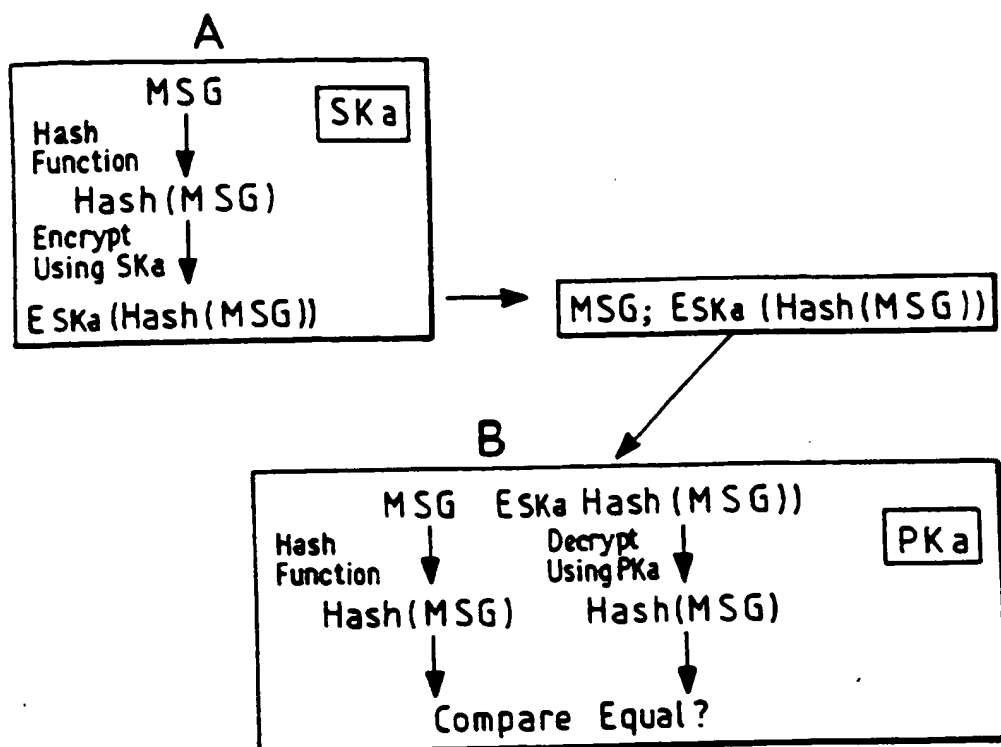 A
MSG
SKa
Hash
Function
Hash(MSG)
Encrypt
Using SKa
ESKa(Hash(MSG))
MSG; ESKa (Hash(MSG))
B
MSG ESKa Hash(MSG))
PKa
Hash
Function
Decrypt
Using PKa
Hash(MSG) Hash(MSG)
Compare Equal?